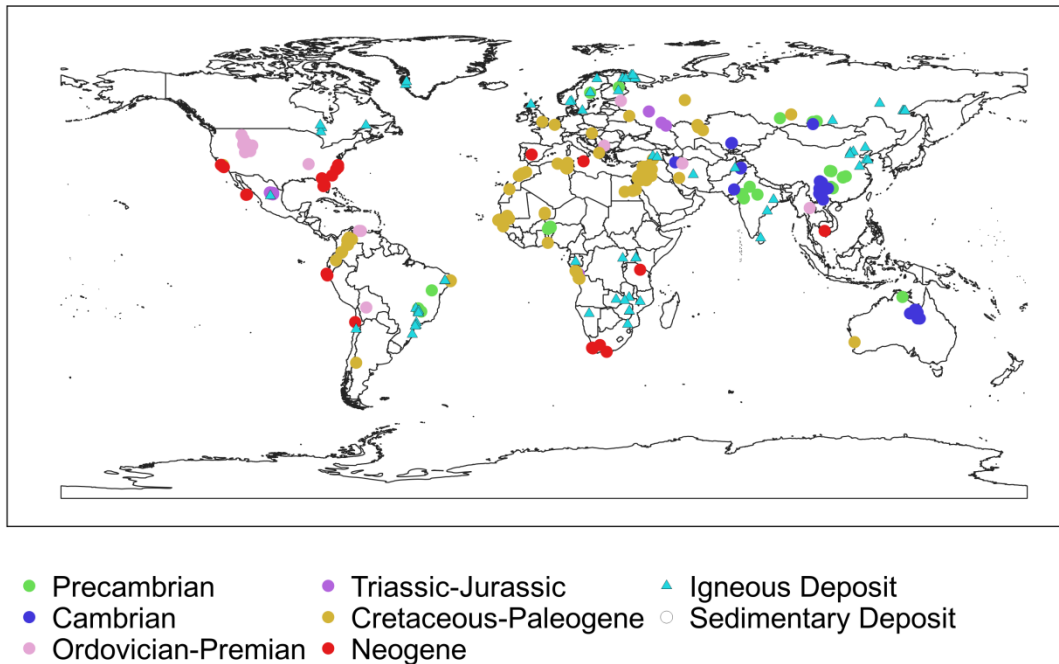 Precambrian
Cambrian
Ordovician-Premian
Triassic-Jurassic
Cretaceous-Paleogene
Neogene
Igneous Deposit
Sedimentary Deposit